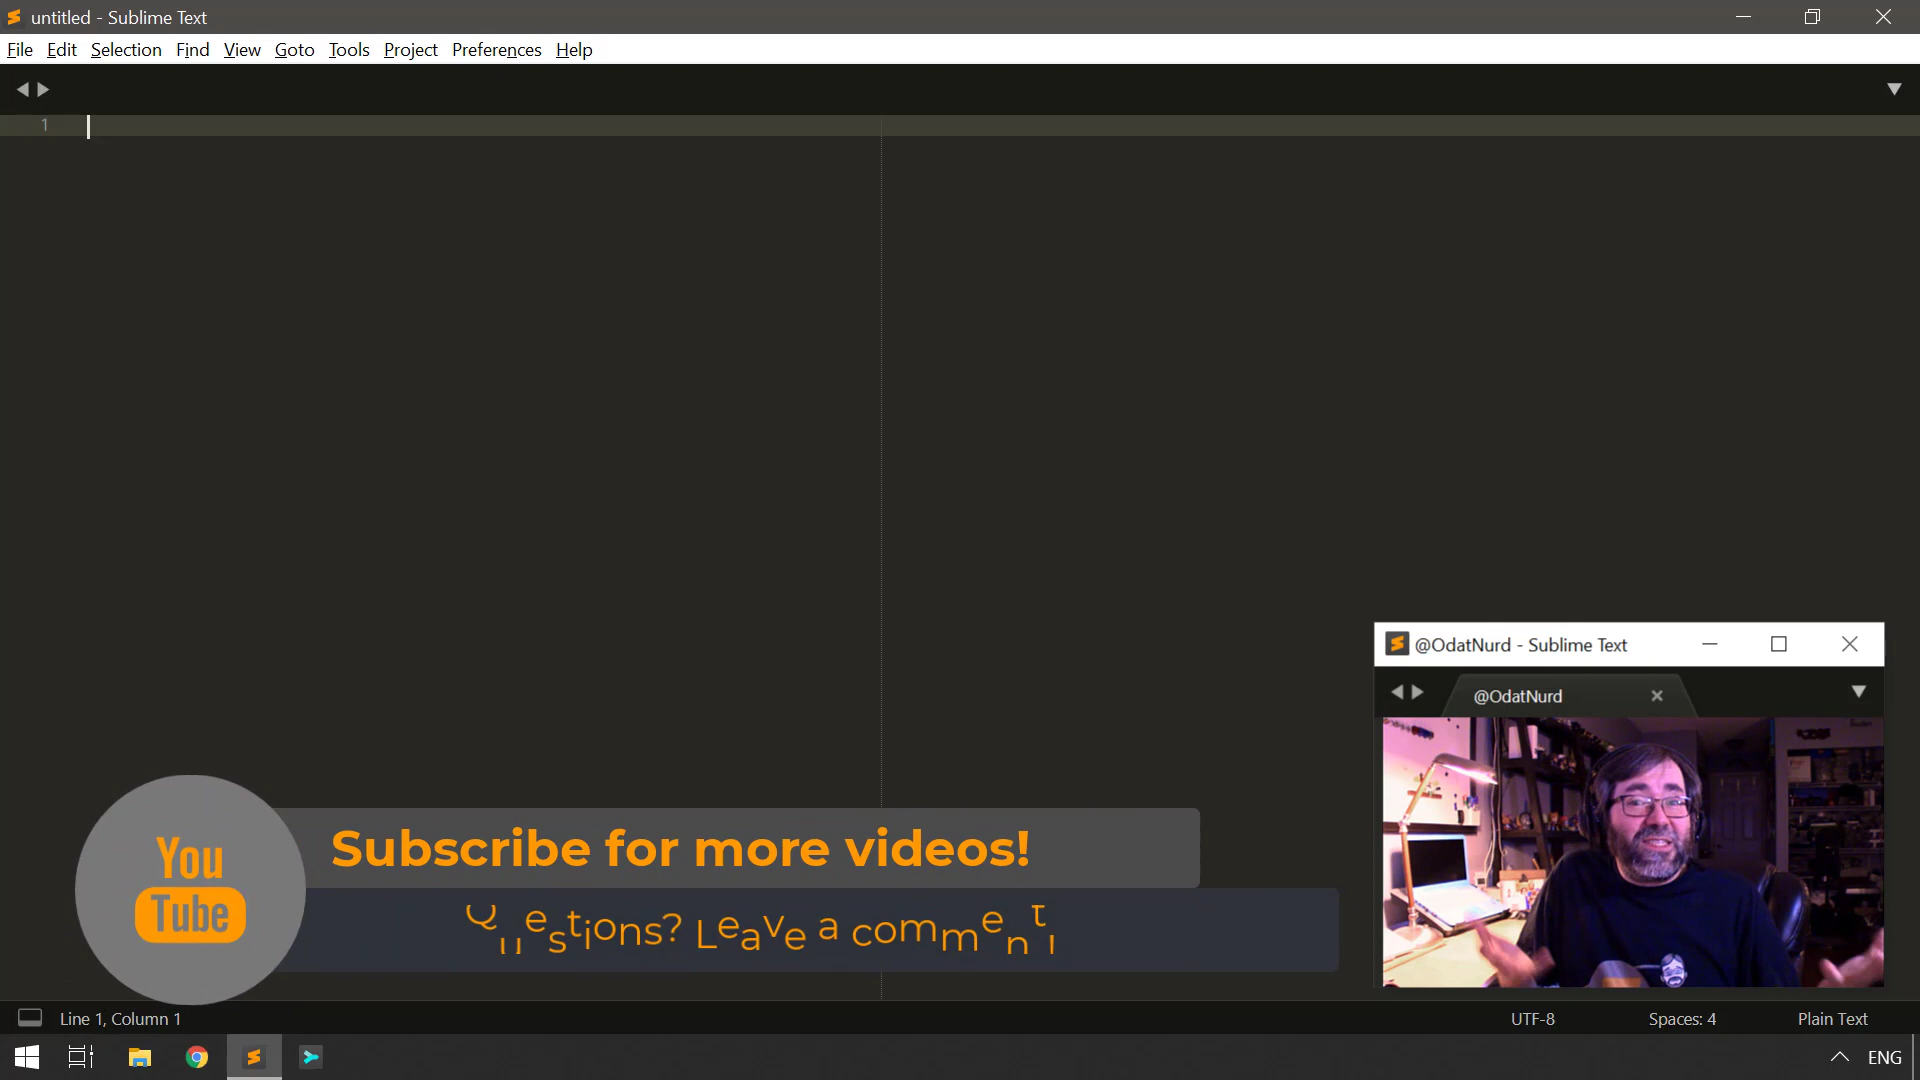 untitled - Sublime Text
File Edit Selection Find View Goto Tools Project Preferences Help
1
@OdatNurd - Sublime Text
@OdatNurd
You
Tube
Subscribe for more videos!
Questions? Leave a comment!
Line 1, Column 1
UTF-8
Spaces: 4
Plain Text
ENG